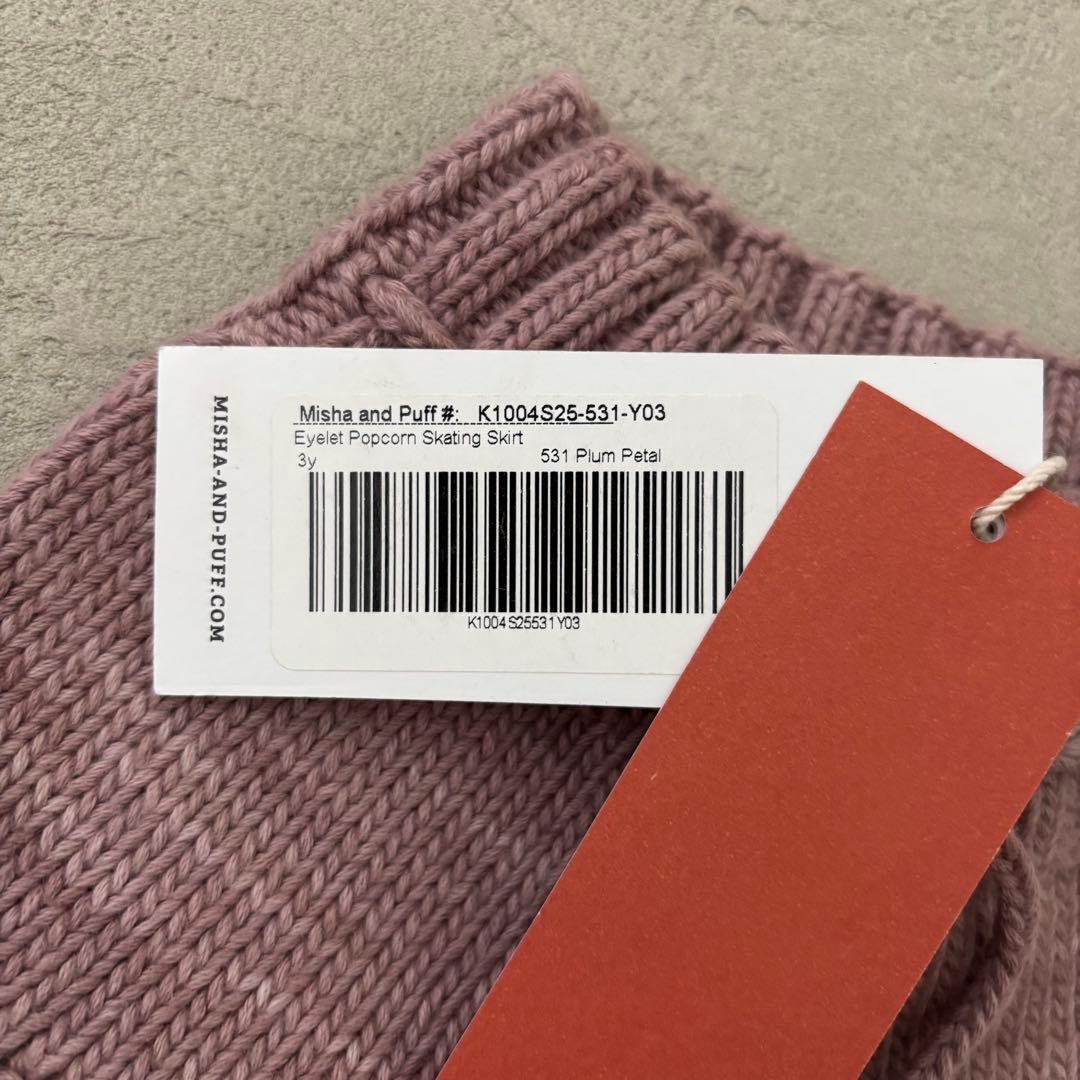 MISHA-AND-PUFF.COM
Misha and Puff #: K1004S25-531-Y03
Eyelet Popcorn Skating Skirt
3y 531 Plum Petal
K1004S25531Y03